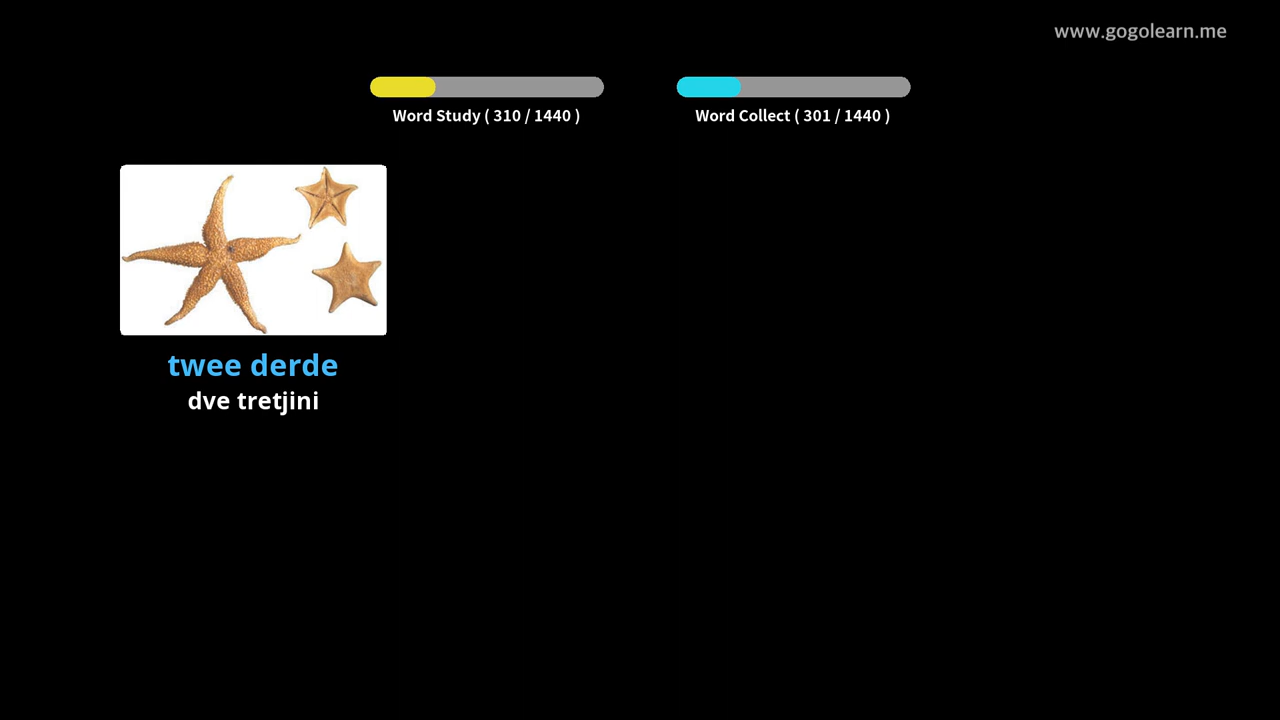 www.gogolearn.me
Word Study ( 310 / 1440 )
Word Collect ( 301 / 1440 )
twee derde
dve tretjini